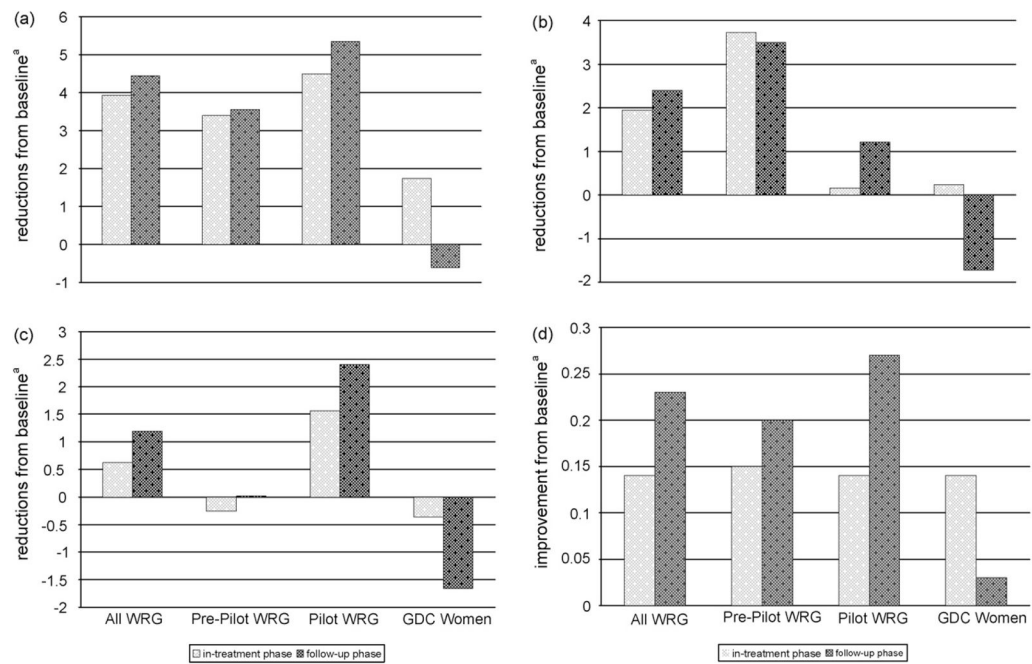 (a)
reductions from baselineᵃ
6
5
4
3
2
1
0
-1
(b)
reductions from baselineᵃ
4
3
2
1
0
-1
-2
(c)
reductions from baselineᵃ
3
2.5
2
1.5
1
0.5
0
-0.5
-1
-1.5
-2
All WRG Pre-Pilot WRG Pilot WRG GDC Women
in-treatment phase follow-up phase
(d)
improvement from baselineᵃ
0.3
0.25
0.2
0.15
0.1
0.05
0
All WRG Pre-Pilot WRG Pilot WRG GDC Women
in-treatment phase follow-up phase